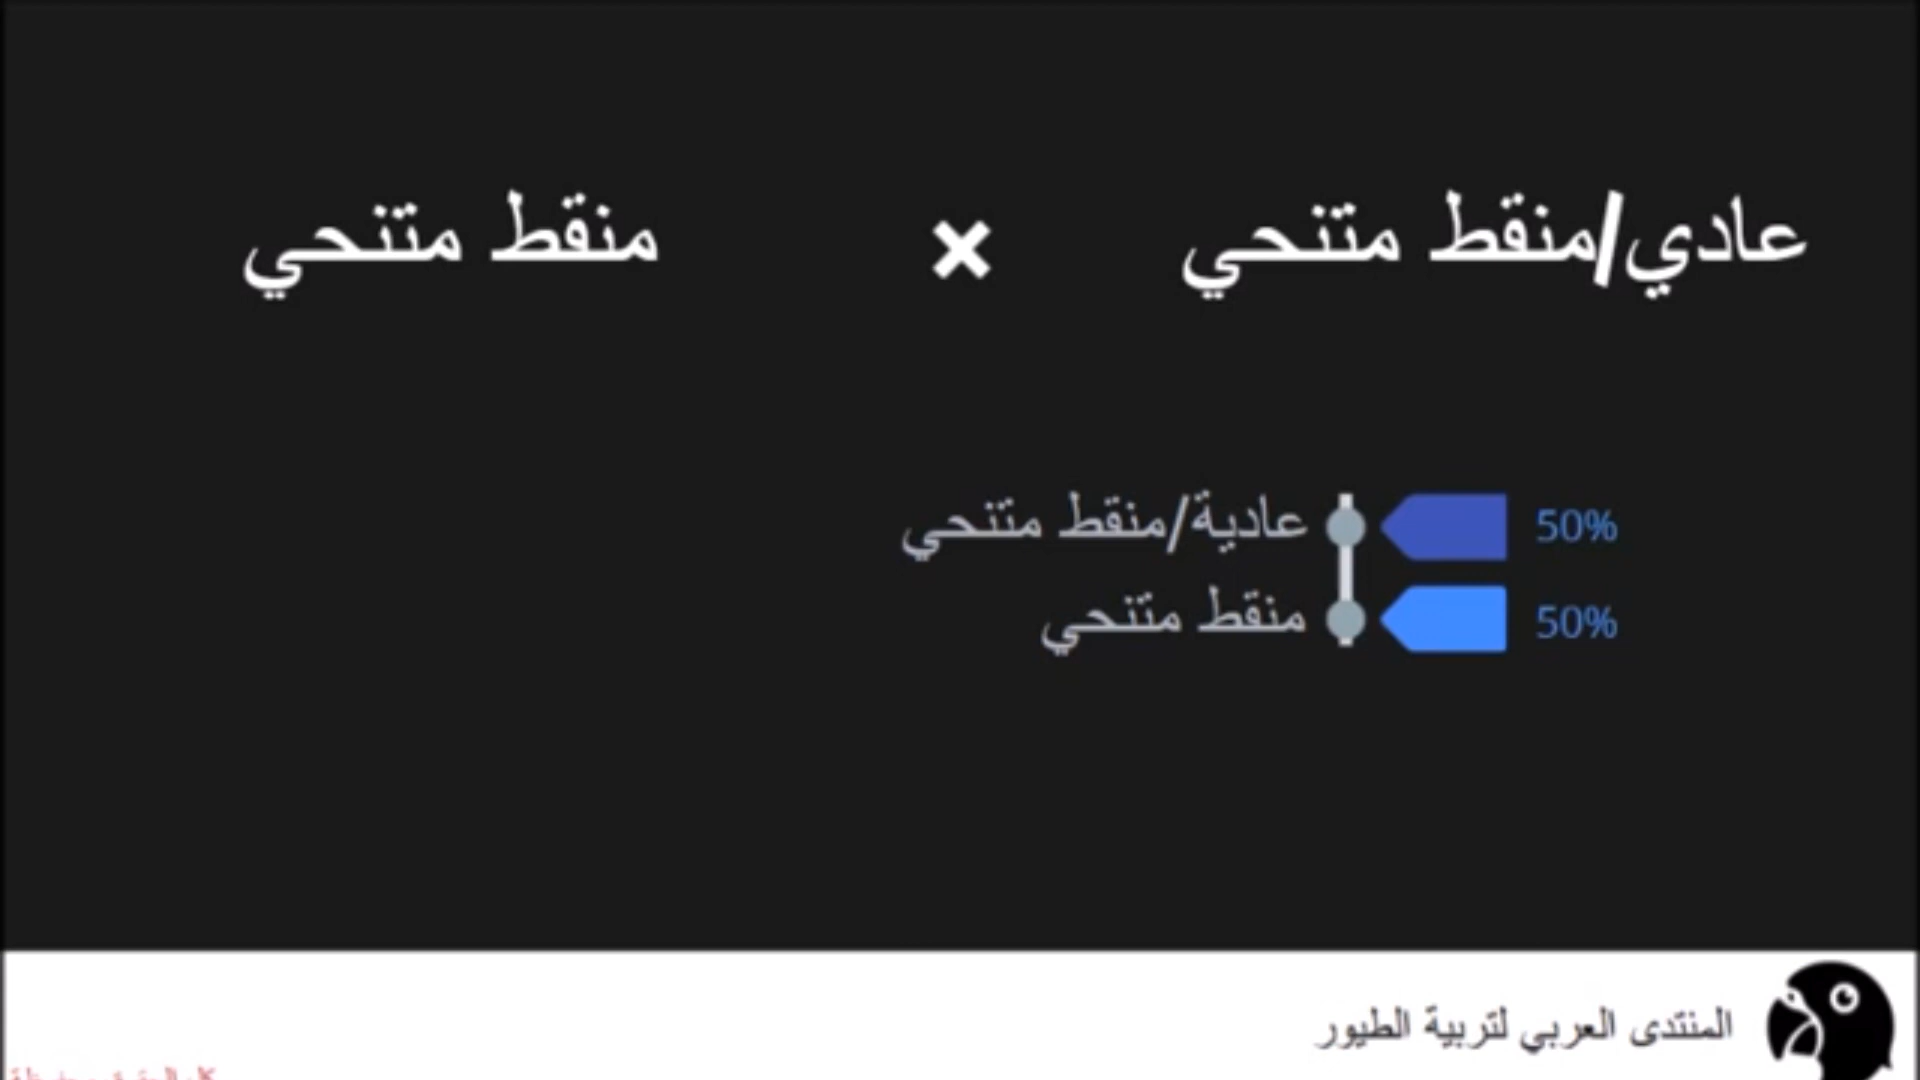 عادي/منقط متنحي × منقط متنحي
50% عادية/منقط متنحي
50% منقط متنحي
المنتدى العربي لتربية الطيور